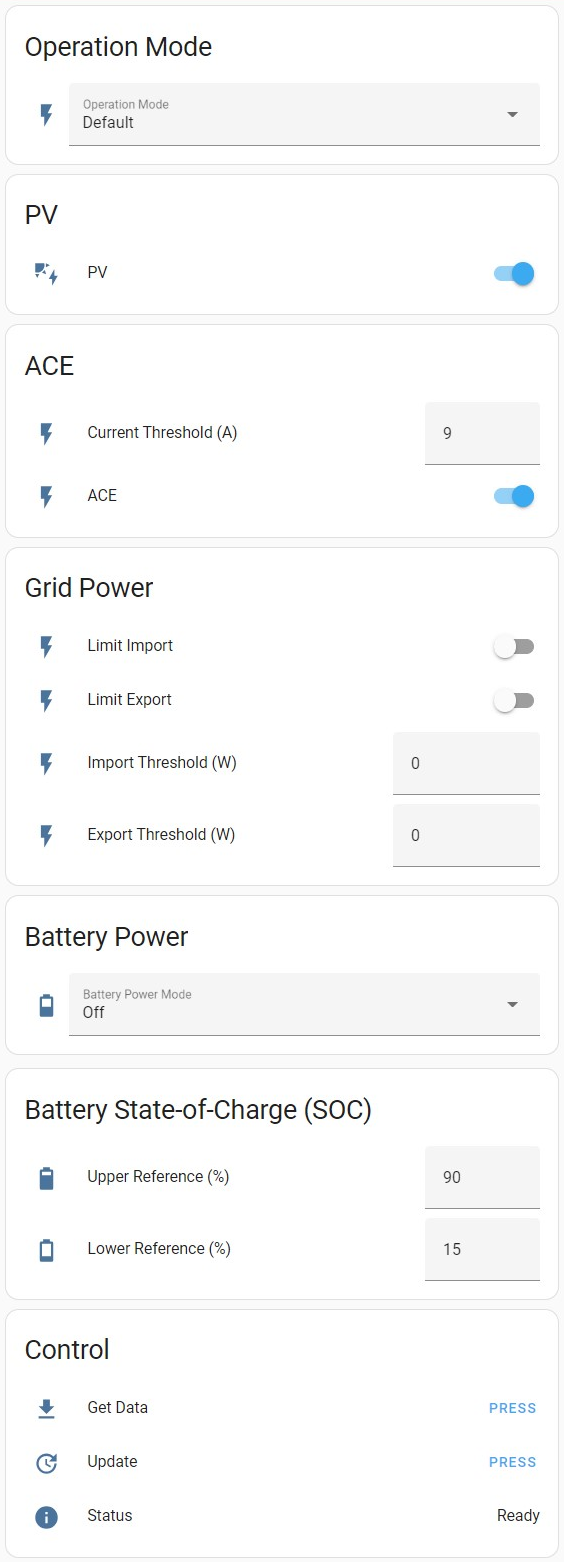 Operation Mode
Operation Mode
Default
PV
PV
ACE
Current Threshold (A)
9
ACE
Grid Power
Limit Import
Limit Export
Import Threshold (W)
0
Export Threshold (W)
0
Battery Power
Battery Power Mode
Off
Battery State-of-Charge (SOC)
Upper Reference (%)
90
Lower Reference (%)
15
Control
Get Data
PRESS
Update
PRESS
Status
Ready